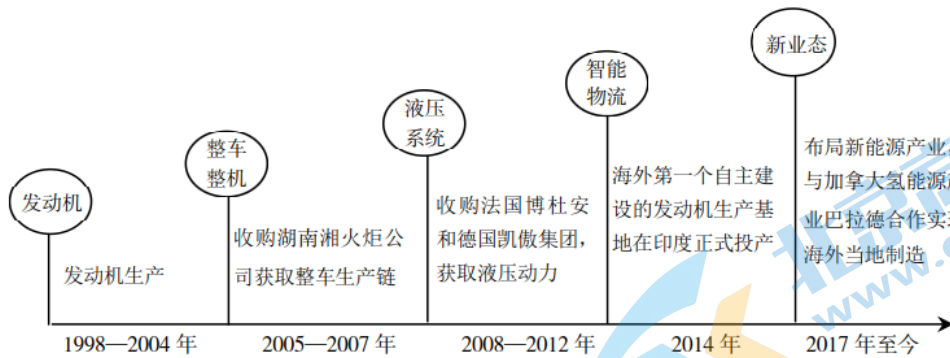 发动机
整车
整机
液压
系统
智能
物流
新业态
发动机生产
收购湖南湘火炬公
司获取整车生产链
收购法国博杜安
和德国凯傲集团，
获取液压动力
海外第一个自主建
设的发动机生产基
地在印度正式投产
布局新能源产业
与加拿大氢能源
业巴拉德合作实
海外当地制造
1998—2004 年
2005—2007 年
2008—2012 年
2014 年
2017 年至今
www.